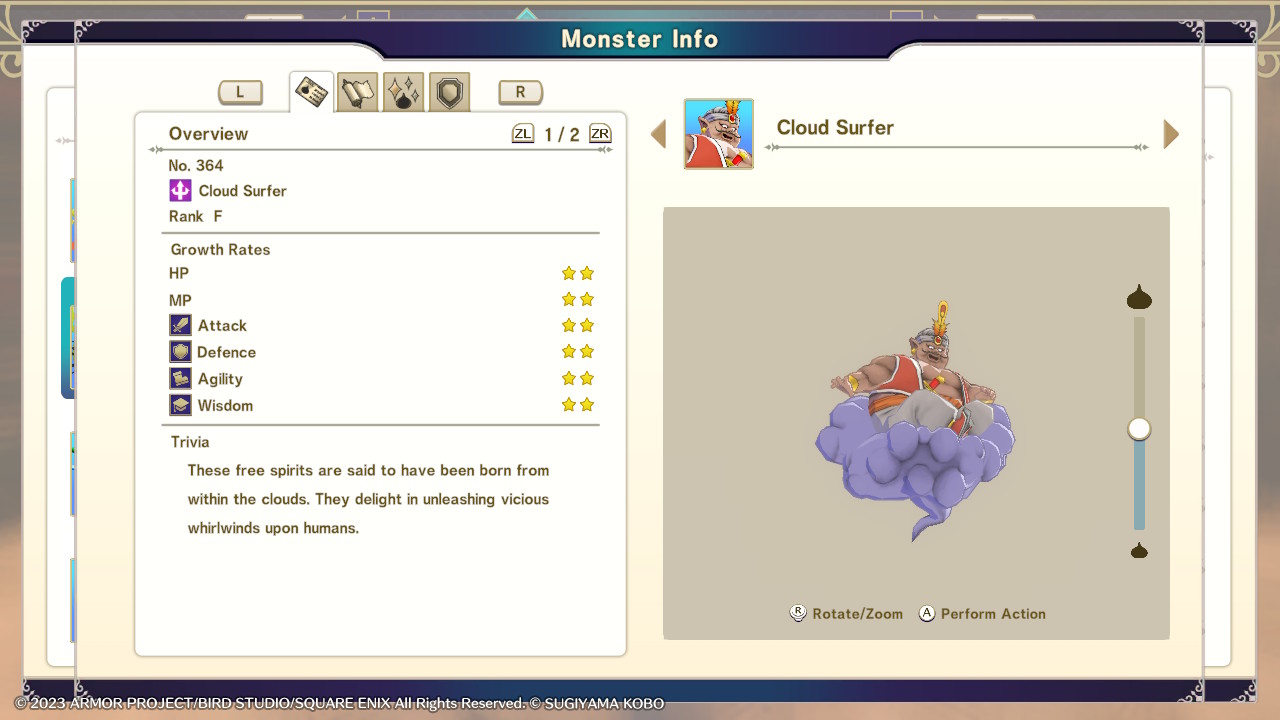 Monster Info
L
R
Overview
ZL 1 / 2 ZR
No. 364
Cloud Surfer
Rank F
Growth Rates
HP
MP
Attack
Defence
Agility
Wisdom
Trivia
These free spirits are said to have been born from
within the clouds. They delight in unleashing vicious
whirlwinds upon humans.
Cloud Surfer
R Rotate/Zoom A Perform Action
© 2023 ARMOR PROJECT/BIRD STUDIO/SQUARE ENIX All Rights Reserved. © SUGIYAMA KOBO